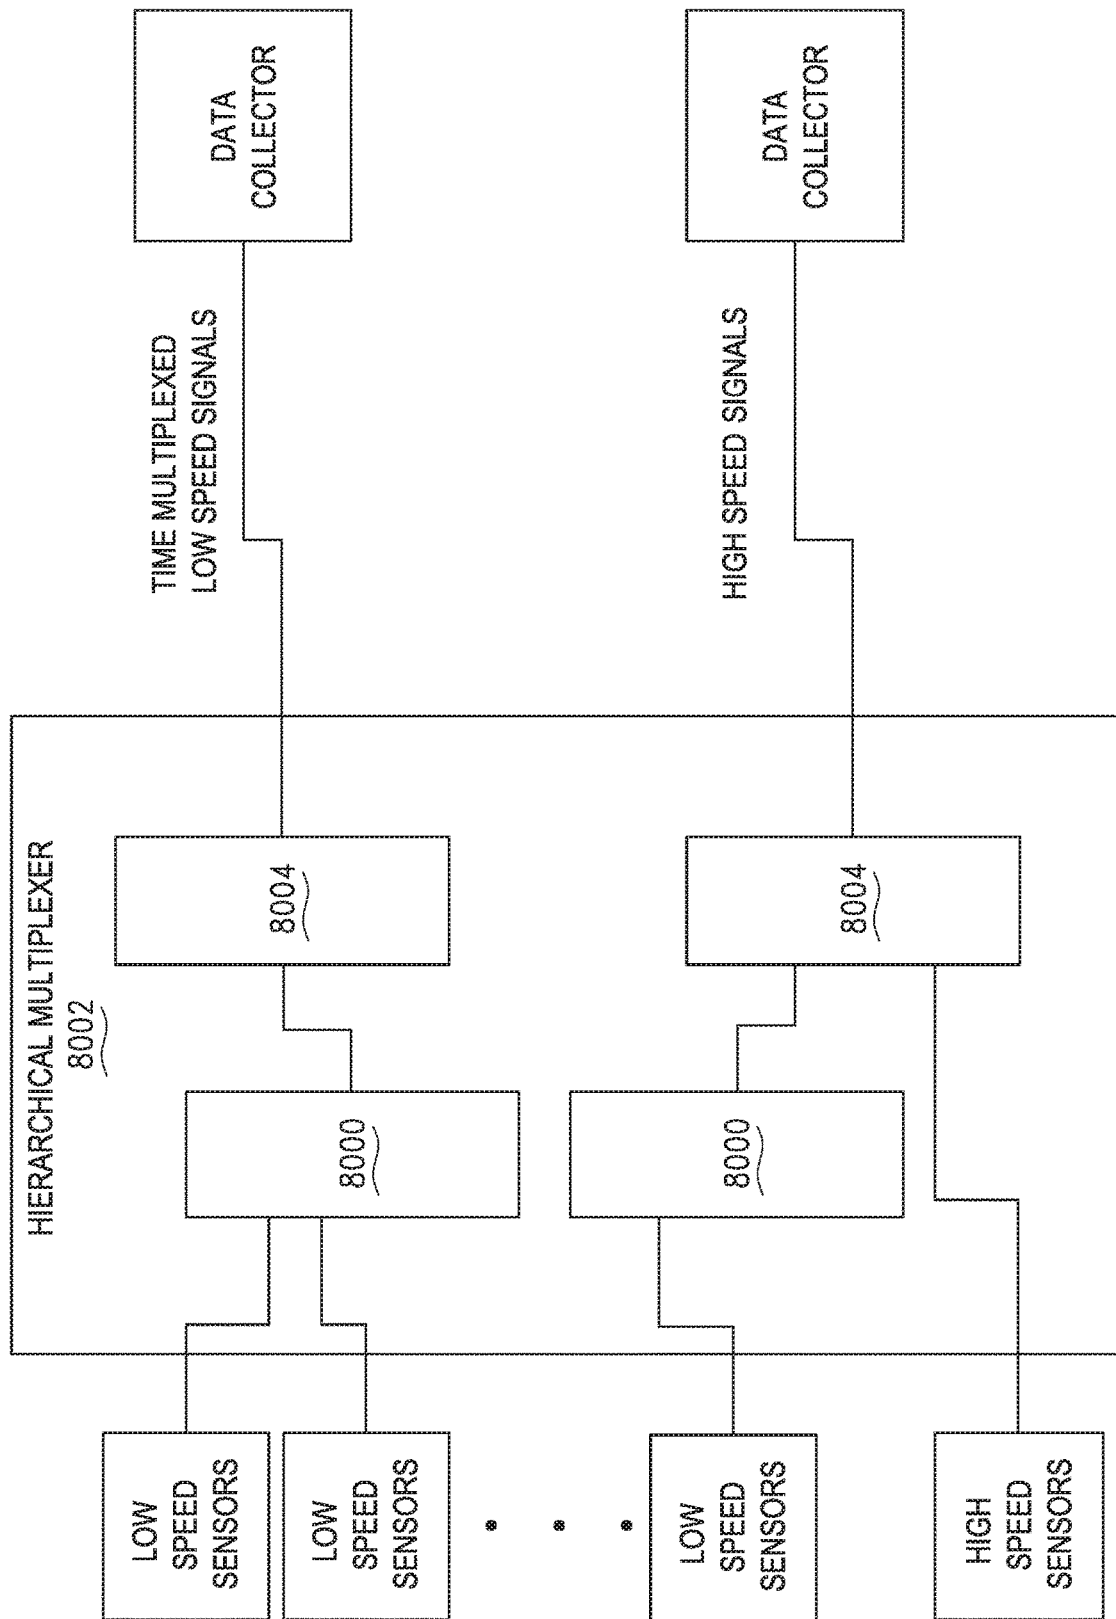 HIERARCHICAL MULTIPLEXER
8002
LOW
SPEED
SENSORS
LOW
SPEED
SENSORS
LOW
SPEED
SENSORS
HIGH
SPEED
SENSORS
8000
8000
8004
8004
TIME MULTIPLEXED
LOW SPEED SIGNALS
HIGH SPEED SIGNALS
DATA
COLLECTOR
DATA
COLLECTOR